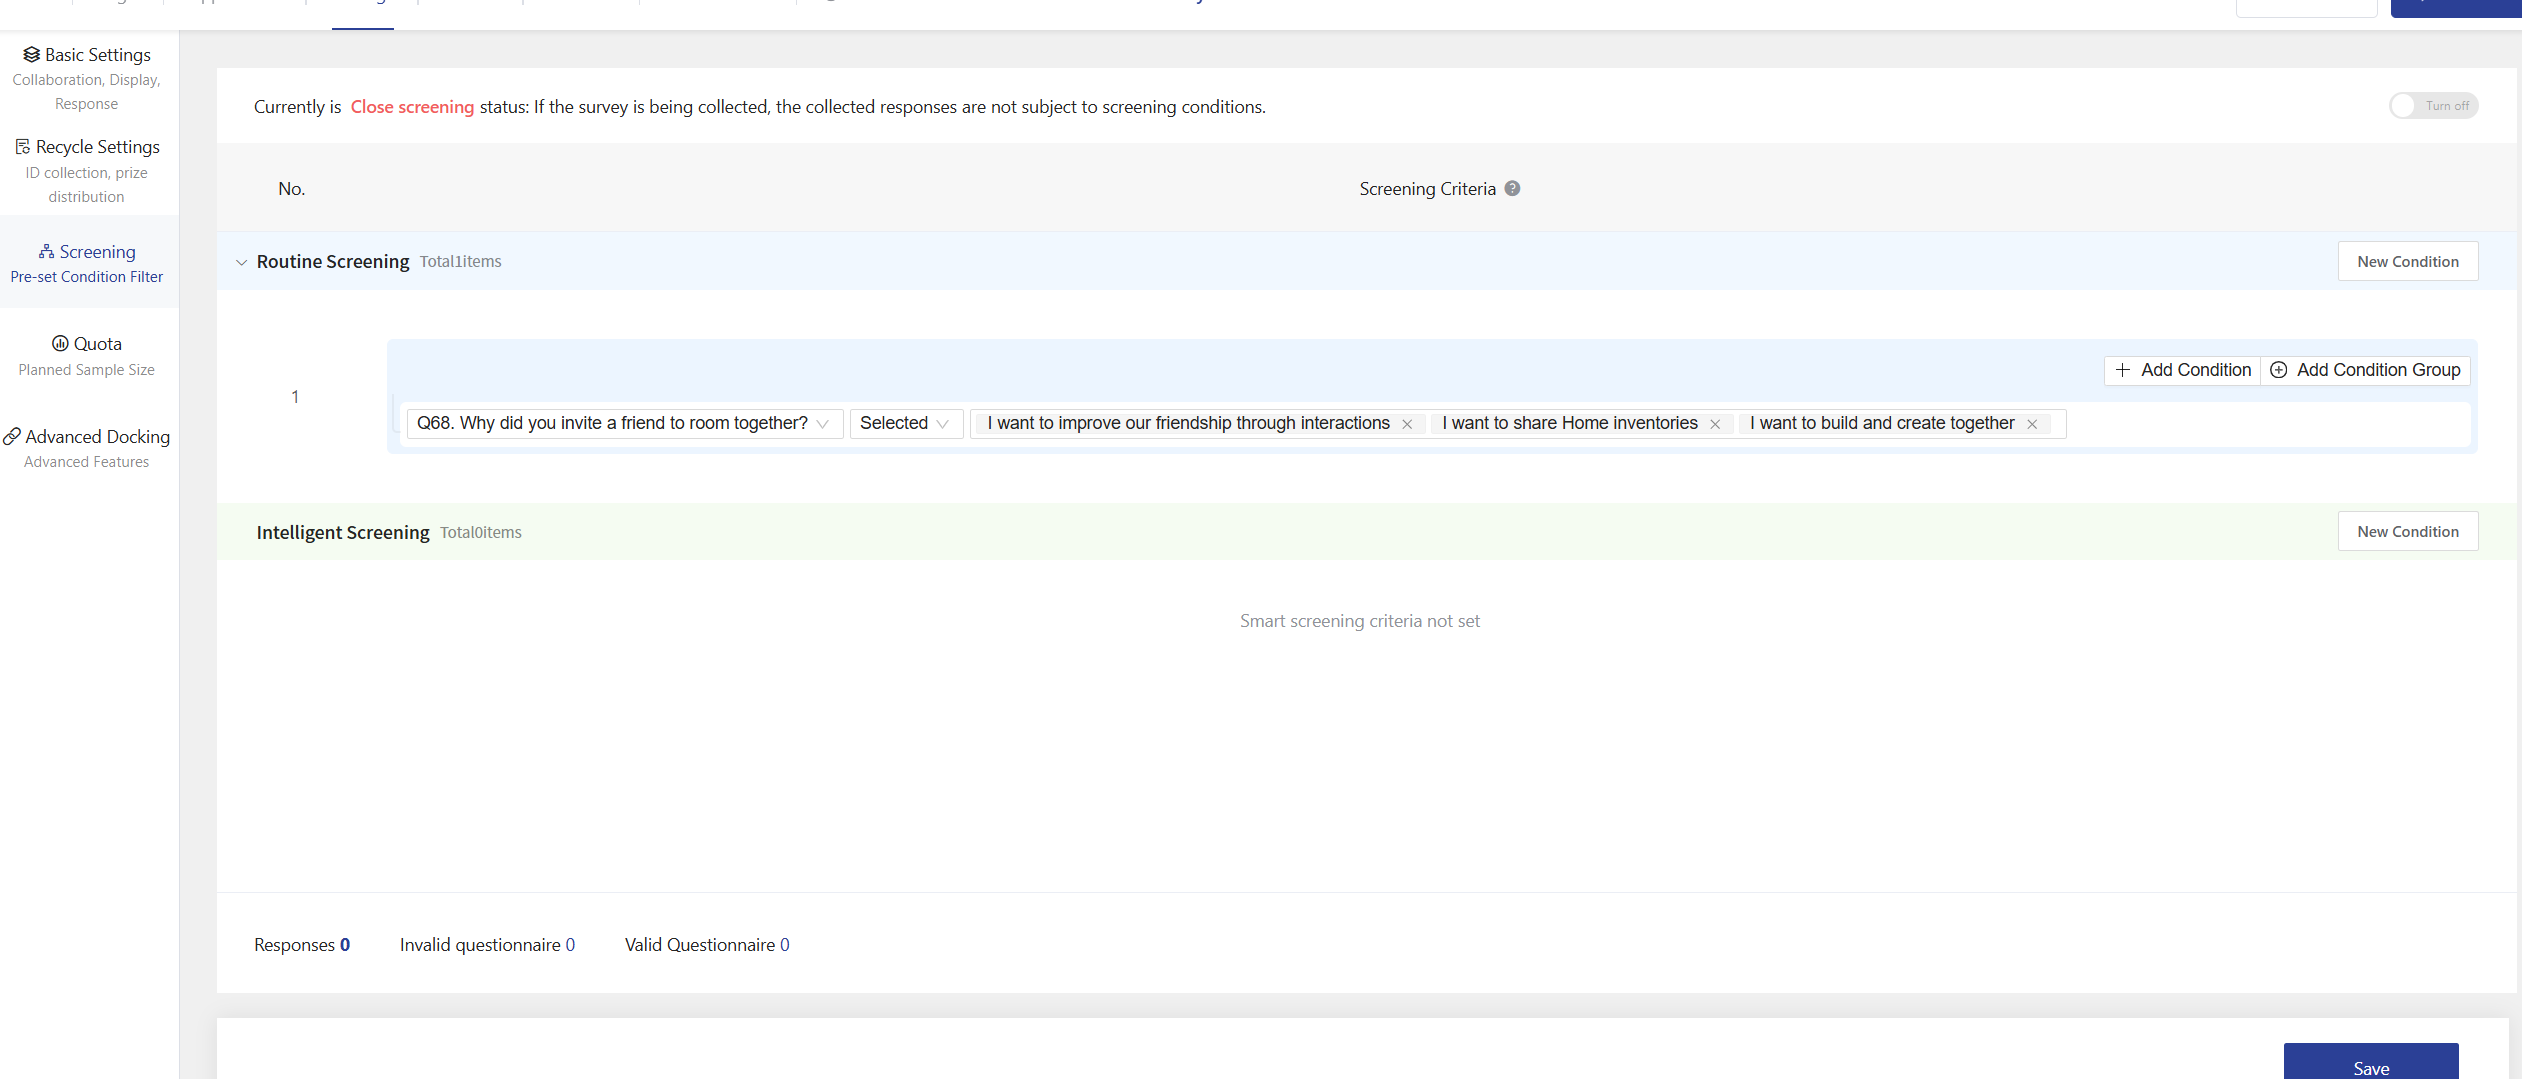 Basic Settings
Collaboration, Display,
Response
Recycle Settings
ID collection, prize
distribution
Screening
Pre-set Condition Filter
Quota
Planned Sample Size
Advanced Docking
Advanced Features
Currently is Close screening status: If the survey is being collected, the collected responses are not subject to screening conditions.
Turn off
No.
Screening Criteria ?
Routine Screening Total1items
New Condition
Add Condition
Add Condition Group
1
Q68. Why did you invite a friend to room together?
Selected
I want to improve our friendship through interactions ×
I want to share Home inventories ×
I want to build and create together ×
Intelligent Screening Total0items
New Condition
Smart screening criteria not set
Responses 0
Invalid questionnaire 0
Valid Questionnaire 0
Save